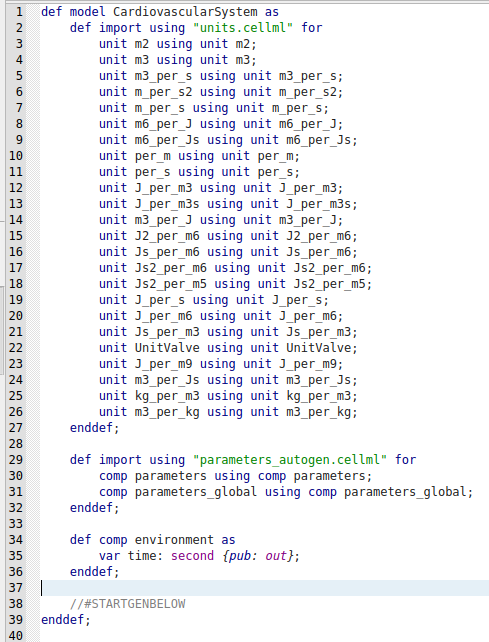 1 def model CardiovascularSystem as
2     def import using "units.cellml" for
3         unit m2 using unit m2;
4         unit m3 using unit m3;
5         unit m3_per_s using unit m3_per_s;
6         unit m_per_s2 using unit m_per_s2;
7         unit m_per_s using unit m_per_s;
8         unit m6_per_J using unit m6_per_J;
9         unit m6_per_Js using unit m6_per_Js;
10         unit per_m using unit per_m;
11         unit per_s using unit per_s;
12         unit J_per_m3 using unit J_per_m3;
13         unit J_per_m3s using unit J_per_m3s;
14         unit m3_per_J using unit m3_per_J;
15         unit J2_per_m6 using unit J2_per_m6;
16         unit Js_per_m6 using unit Js_per_m6;
17         unit Js2_per_m6 using unit Js2_per_m6;
18         unit Js2_per_m5 using unit Js2_per_m5;
19         unit J_per_s using unit J_per_s;
20         unit J_per_m6 using unit J_per_m6;
21         unit Js_per_m3 using unit Js_per_m3;
22         unit UnitValve using unit UnitValve;
23         unit J_per_m9 using unit J_per_m9;
24         unit m3_per_Js using unit m3_per_Js;
25         unit kg_per_m3 using unit kg_per_m3;
26         unit m3_per_kg using unit m3_per_kg;
27     enddef;
28
29     def import using "parameters_autogen.cellml" for
30         comp parameters using comp parameters;
31         comp parameters_global using comp parameters_global;
32     enddef;
33
34     def comp environment as
35         var time: second {pub: out};
36     enddef;
37
38     //#STARTGENBELOW
39 enddef;
40